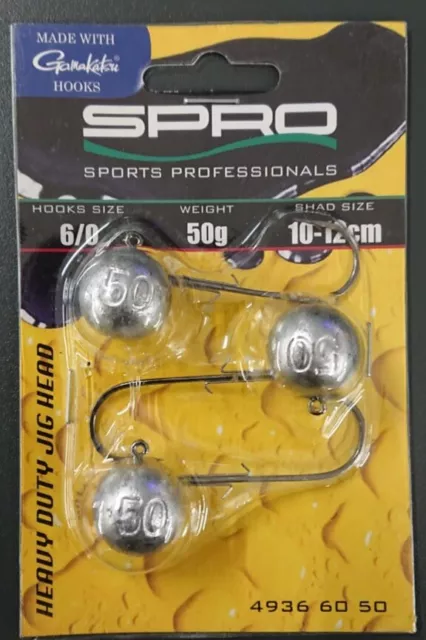 MADE WITH
Gamakatsu
HOOKS
SPRO
SPORTS PROFESSIONALS
HOOKS SIZE WEIGHT SHAD SIZE
6/0 50g 10-12cm
50
50
50
HEAVY DUTY JIG HEAD
4936 60 50